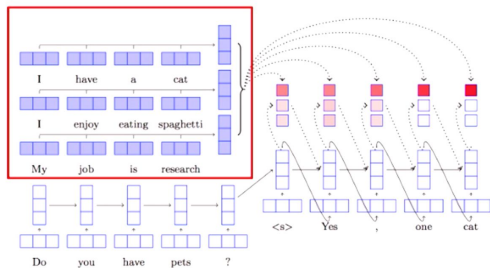 I have a cat
I enjoy eating spaghetti
My job is research
Do you have pets ?
<s> Yes , one cat